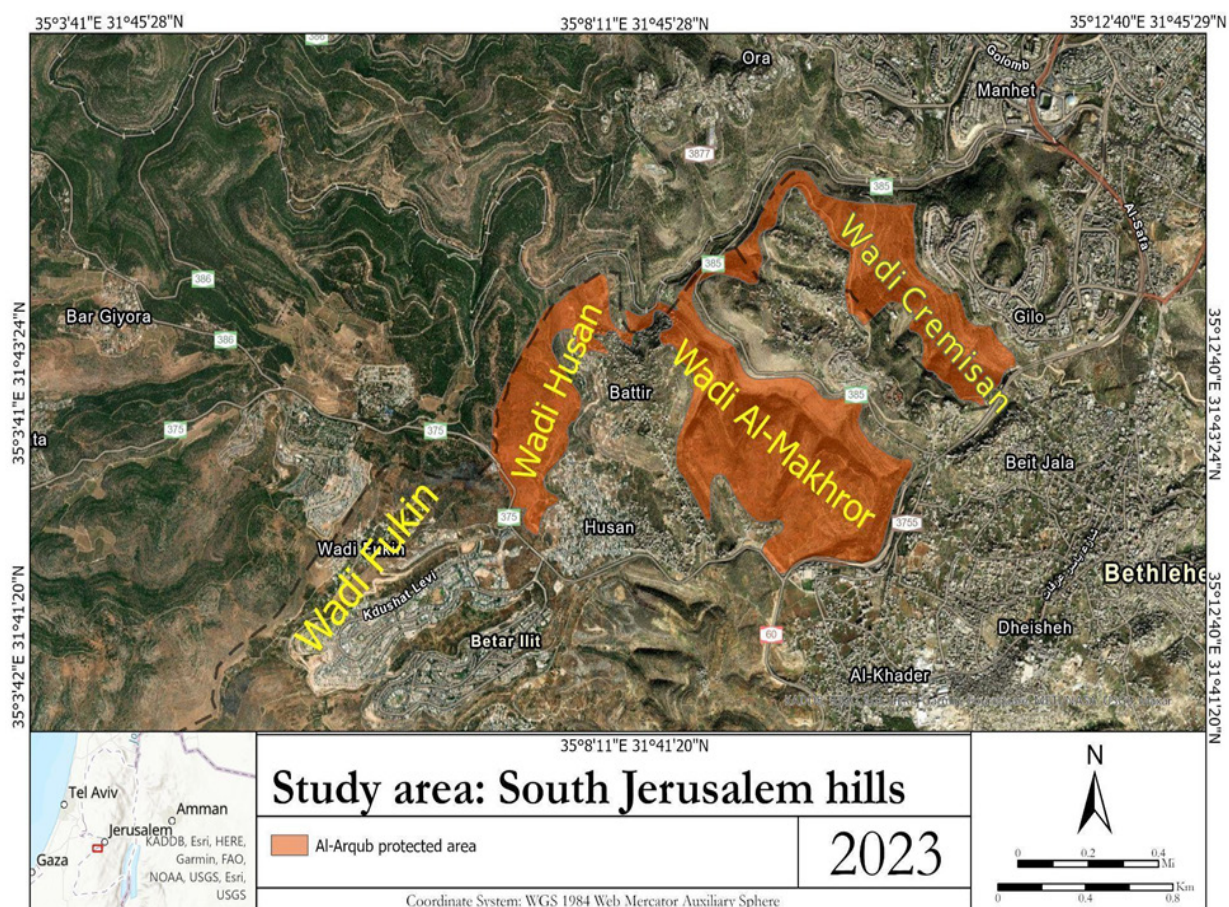 35°3'41"E 31°45'28"N
35°8'11"E 31°45'28"N
35°12'40"E 31°45'29"N
386
Ora
Golomb
Manhet
3877
385
Al-Safa
Wadi Cremisan
385
386
Bar Giyora
386
Gilo
35°3'41"E 31°43'24"N
35°12'40"E 31°43'24"N
Wadi Husan
Battir
Wadi Al-Makhror
385
375
375
ta
Beit Jala
Wadi Fukin
375
Husan
3755
Wadi Fukin
Kdushat-Levi
Bethlehe
Betar Illit
60
Dheisheh
Al-Khader
35°3'42"E 31°41'20"N
35°12'40"E 31°41'20"N
35°8'11"E 31°41'20"N
Tel Aviv
Amman
Jerusalem
Gaza
KADDB, Esri, HERE,
Garmin, FAO,
NOAA, USGS, Esri,
USGS
Study area: South Jerusalem hills
Al-Arqub protected area
2023
Coordinate System: WGS 1984 Web Mercator Auxiliary Sphere
N
0 0.2 0.4
Mi
0 0.4 0.8
Km